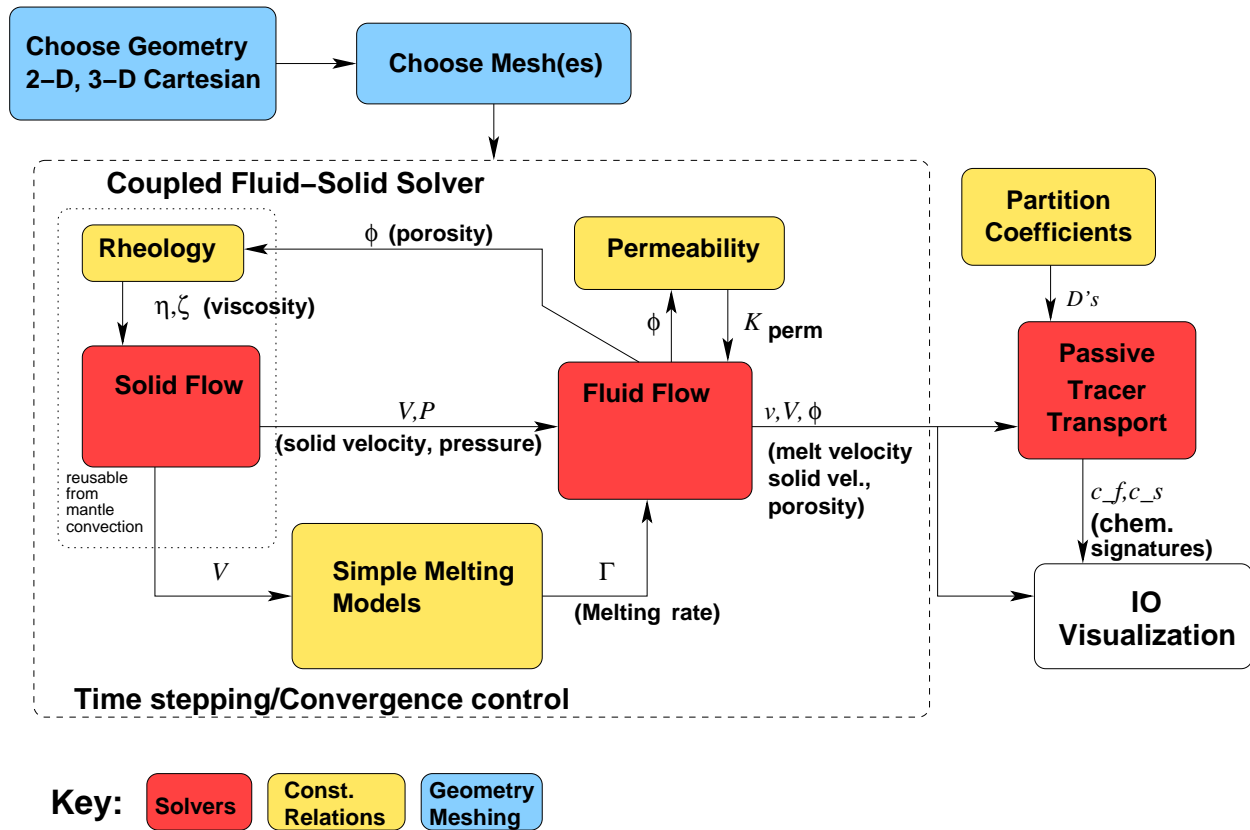 Choose Geometry
2–D, 3–D Cartesian
Choose Mesh(es)
Coupled Fluid–Solid Solver
Rheology
ϕ (porosity)
Permeability
Partition
Coefficients
η,ζ (viscosity)
ϕ
K perm
D's
Solid Flow
Fluid Flow
Passive
Tracer
Transport
V,P
(solid velocity, pressure)
v,V, ϕ
(melt velocity
solid vel.,
porosity)
reusable
from
mantle
convection
c_f,c_s
(chem.
signatures)
V
Simple Melting
Models
Γ
(Melting rate)
IO
Visualization
Time stepping/Convergence control
Key:
Solvers
Const.
Relations
Geometry
Meshing